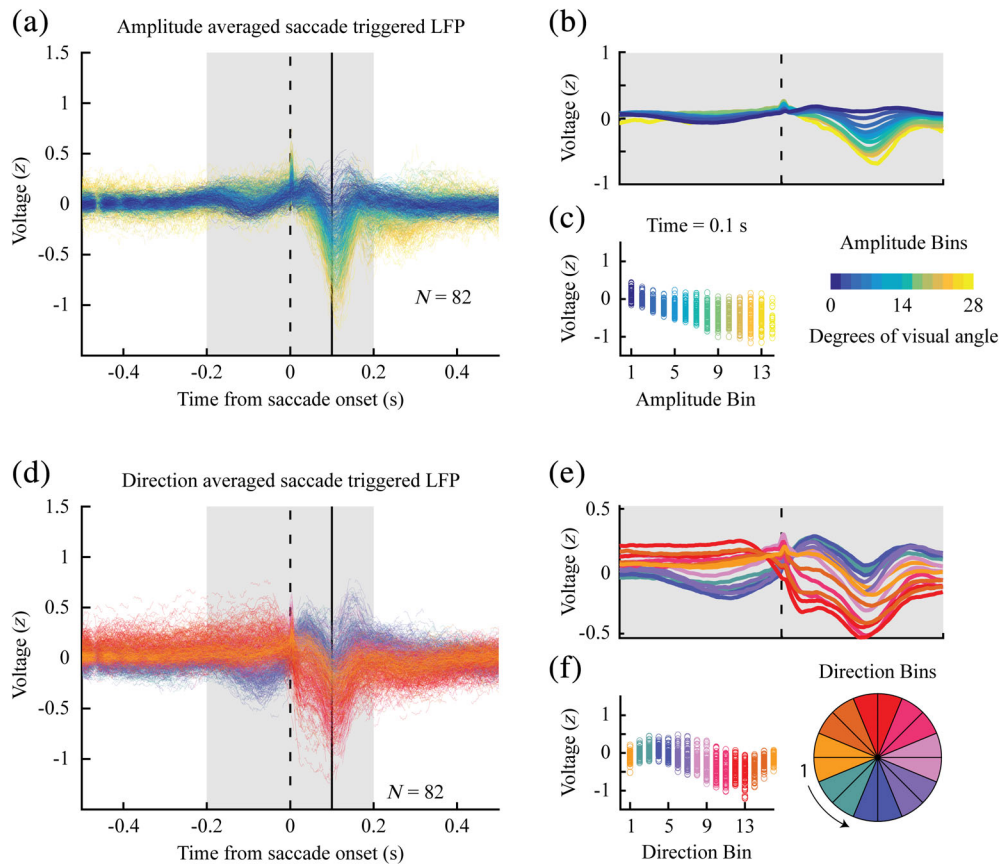 (a)
Amplitude averaged saccade triggered LFP
1.5
1
0.5
0
-0.5
-1
Voltage (z)
N = 82
-0.4 -0.2 0 0.2 0.4
Time from saccade onset (s)
(b)
1
0
-1
1
Voltage (z)
(c)
Time = 0.1 s
1
0
-1
Voltage (z)
1 5 9 13
Amplitude Bin
Amplitude Bins
0 14 28
Degrees of visual angle
(d)
Direction averaged saccade triggered LFP
1.5
1
0.5
0
-0.5
-1
Voltage (z)
N = 82
-0.4 -0.2 0 0.2 0.4
Time from saccade onset (s)
(e)
0.5
0
-0.5
Voltage (z)
(f)
1
0
-1
Voltage (z)
1 5 9 13
Direction Bin
Direction Bins
1